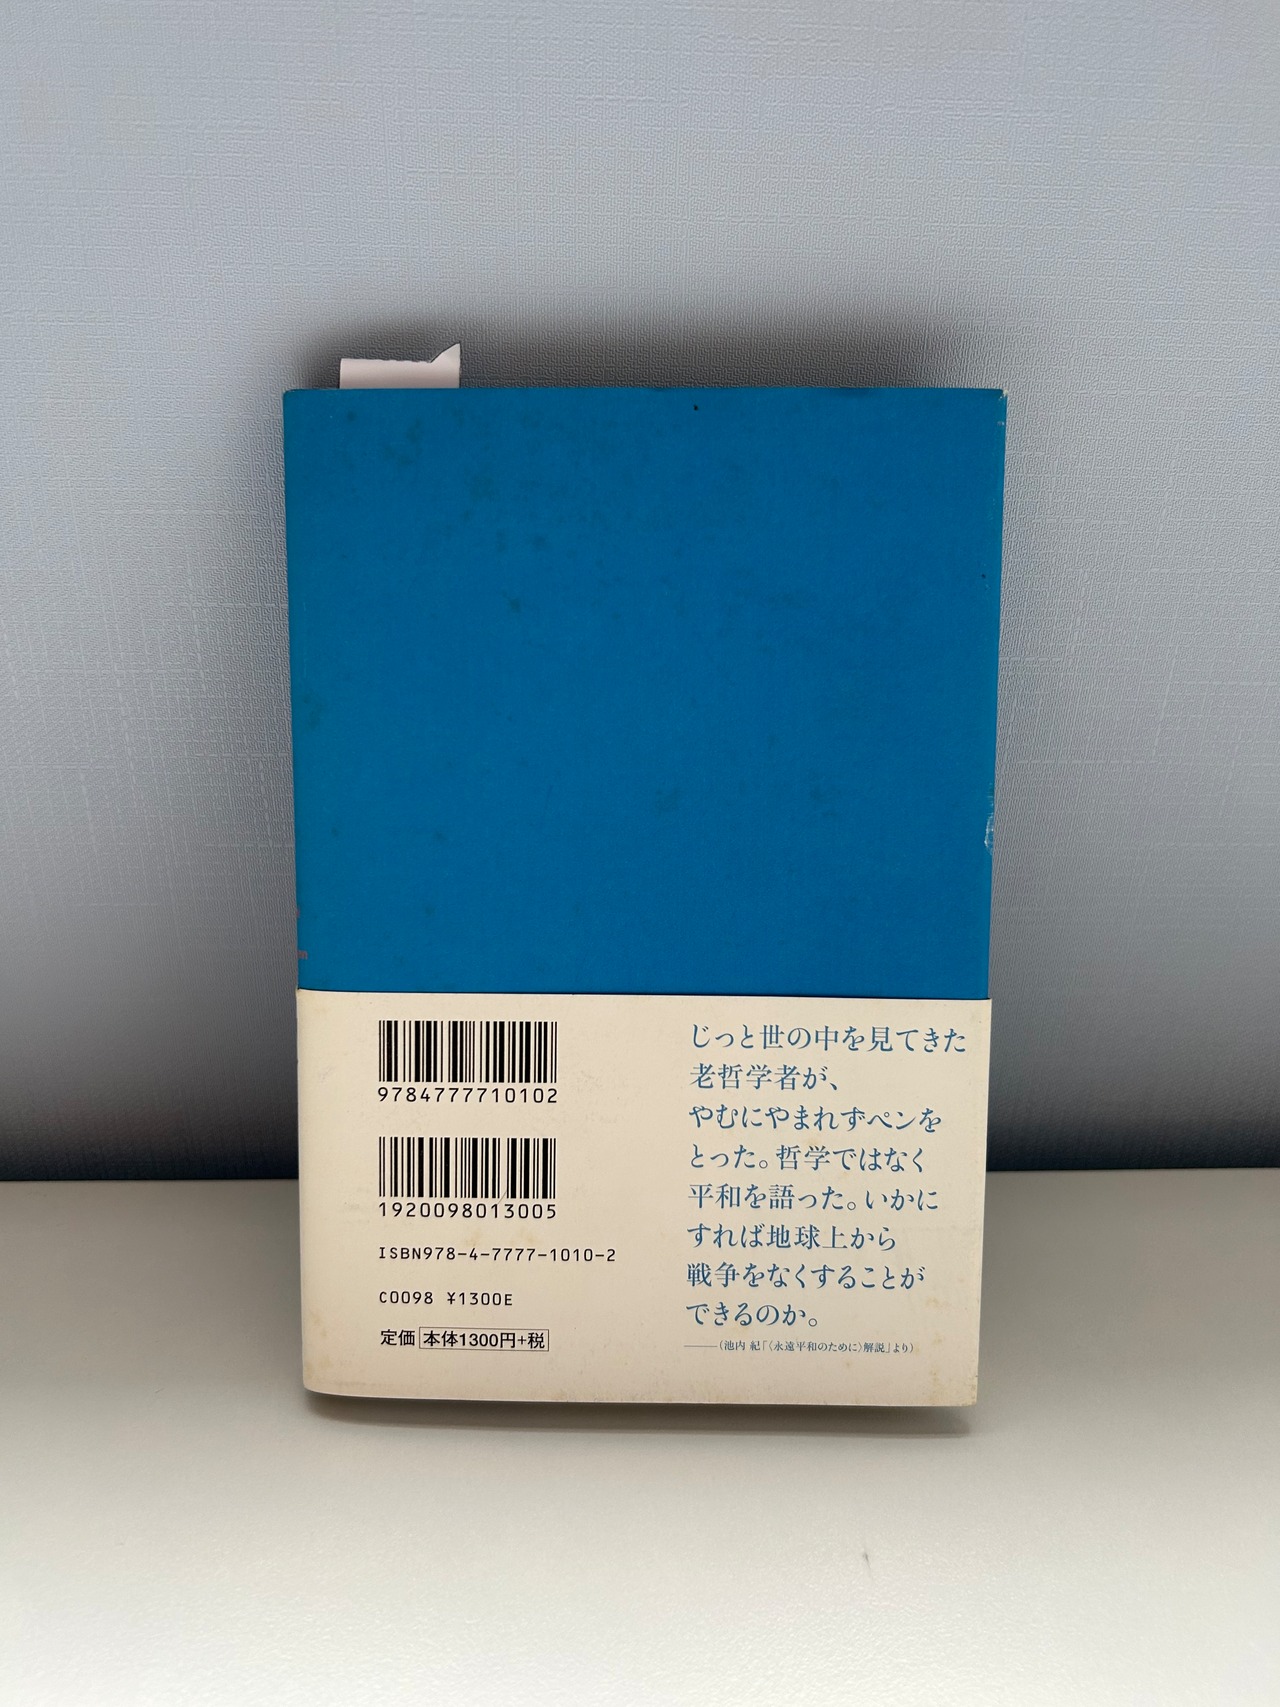 9784777710102
1920098013005
ISBN978-4-7777-1010-2
C0098 ¥1300E
定価 本体1300円+税
じっと世の中を見てきた
老哲学者が、
やむにやまれずペンを
とった。哲学ではなく
平和を語った。いかに
すれば地球上から
戦争をなくすることが
できるのか。
――(池内 紀「〈永遠平和のために〉解説」より)